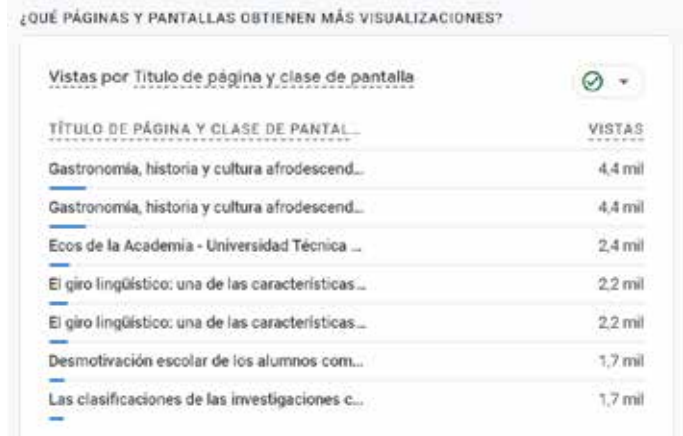 ¿QUÉ PÁGINAS Y PANTALLAS OBTIENEN MÁS VISUALIZACIONES?
Vistas por Título de página y clase de pantalla
TÍTULO DE PÁGINA Y CLASE DE PANTAL... VISTAS
Gastronomía, historia y cultura afrodescend... 4,4 mil
Gastronomía, historia y cultura afrodescend... 4,4 mil
Ecos de la Academia - Universidad Técnica ... 2,4 mil
El giro lingüístico: una de las características... 2,2 mil
El giro lingüístico: una de las características... 2,2 mil
Desmotivación escolar de los alumnos com... 1,7 mil
Las clasificaciones de las investigaciones c... 1,7 mil